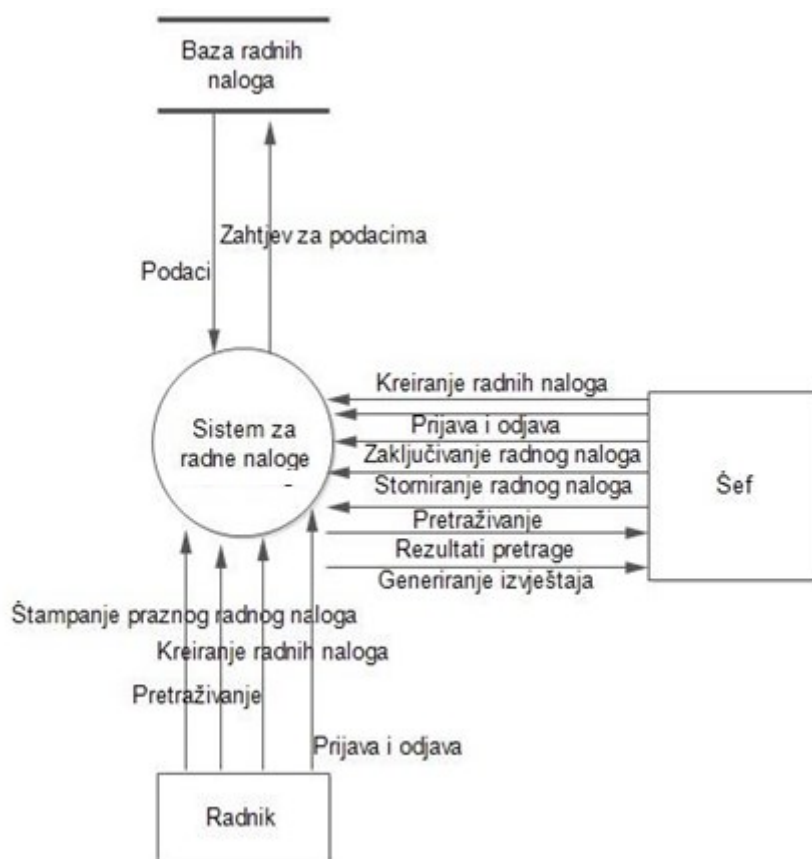 Baza radnih
naloga
Zahtjev za podacima
Podaci
Kreiranje radnih naloga
Prijava i odjava
Zaključivanje radnog naloga
Storniranje radnog naloga
Pretraživanje
Rezultati pretrage
Generiranje izvještaja
Sistem za
radne naloge
Šef
Štampanje praznog radnog naloga
Kreiranje radnih naloga
Pretraživanje
Prijava i odjava
Radnik